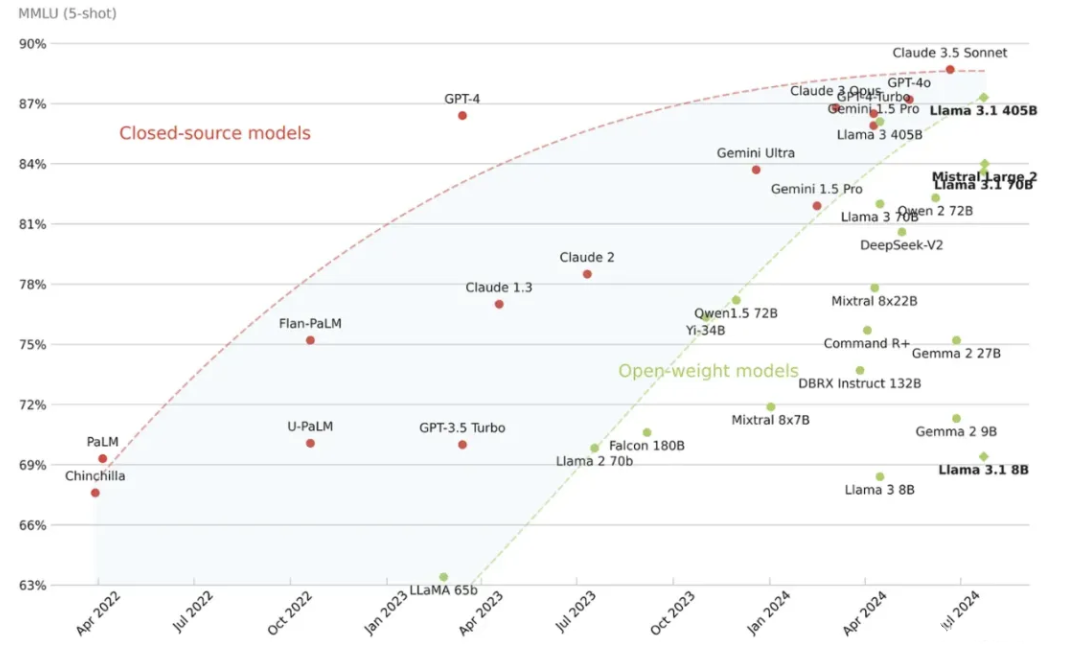 MMLU (5-shot)
90%
Claude 3.5 Sonnet
GPT-4o
Claude 3 Opus
GPT-4 Turbo
87%
GPT-4
Gemini 1.5 Pro
Llama 3.1 405B
Closed-source models
Llama 3 405B
84%
Gemini Ultra
Mistral Large 2
Llama 3.1 70B
Gemini 1.5 Pro
Llama 3 70B
Qwen 2 72B
81%
DeepSeek-V2
78%
Claude 2
Claude 1.3
Mixtral 8x22B
Flan-PaLM
Qwen1.5 72B
Yi-34B
75%
Command R+
Gemma 2 27B
Open-weight models
DBRX Instruct 132B
72%
Mixtral 8x7B
U-PaLM
GPT-3.5 Turbo
Gemma 2 9B
PaLM
Falcon 180B
69%
Llama 2 70b
Chinchilla
Llama 3.1 8B
Llama 3 8B
66%
63%
LLaMA 65b
Apr 2022
Jul 2022
Oct 2022
Jan 2023
Apr 2023
Jul 2023
Oct 2023
Jan 2024
Apr 2024
Jul 2024